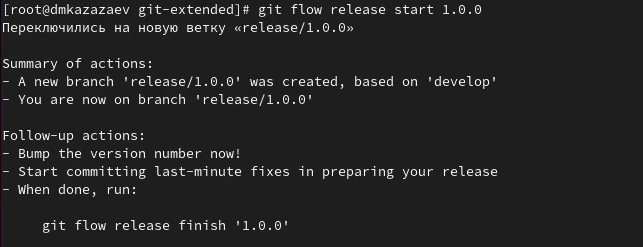 [root@dmkazazaev git-extended]# git flow release start 1.0.0
Переключились на новую ветку «release/1.0.0»
Summary of actions:
- A new branch 'release/1.0.0' was created, based on 'develop'
- You are now on branch 'release/1.0.0'
Follow-up actions:
- Bump the version number now!
- Start committing last-minute fixes in preparing your release
- When done, run:
git flow release finish '1.0.0'